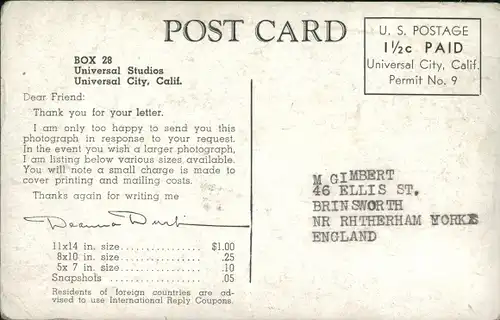 POST CARD
U. S. POSTAGE
1½c PAID
Universal City, Calif.
Permit No. 9
BOX 28
Universal Studios
Universal City, Calif.
Dear Friend:
Thank you for your letter.
I am only too happy to send you this
photograph in response to your request.
In the event you wish a larger photograph,
I am listing below various sizes available.
You will note a small charge is made to
cover printing and mailing costs.
Thanks again for writing me
Deanna Durbin
11x14 in. size................ $1.00
8x10 in. size................ .25
5x 7 in. size................ .10
Snapshots ................ .05
Residents of foreign countries are ad-
vised to use International Reply Coupons.
M GIMBERT
46 ELLIS ST.
BRINSWORTH
NR RHTHERHAM YORKS
ENGLAND